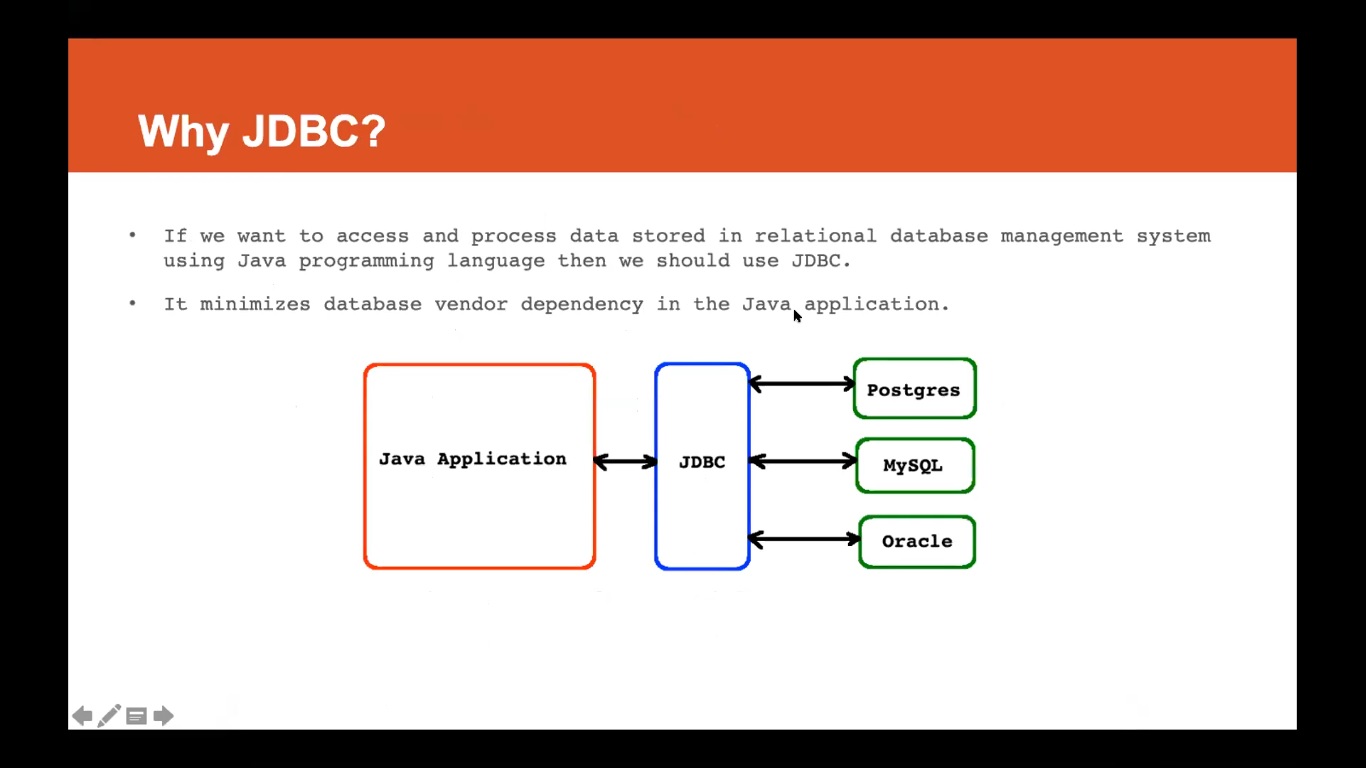 Why JDBC?
• If we want to access and process data stored in relational database management system
using Java programming language then we should use JDBC.
• It minimizes database vendor dependency in the Java application.
Postgres
Java Application
JDBC
MySQL
Oracle